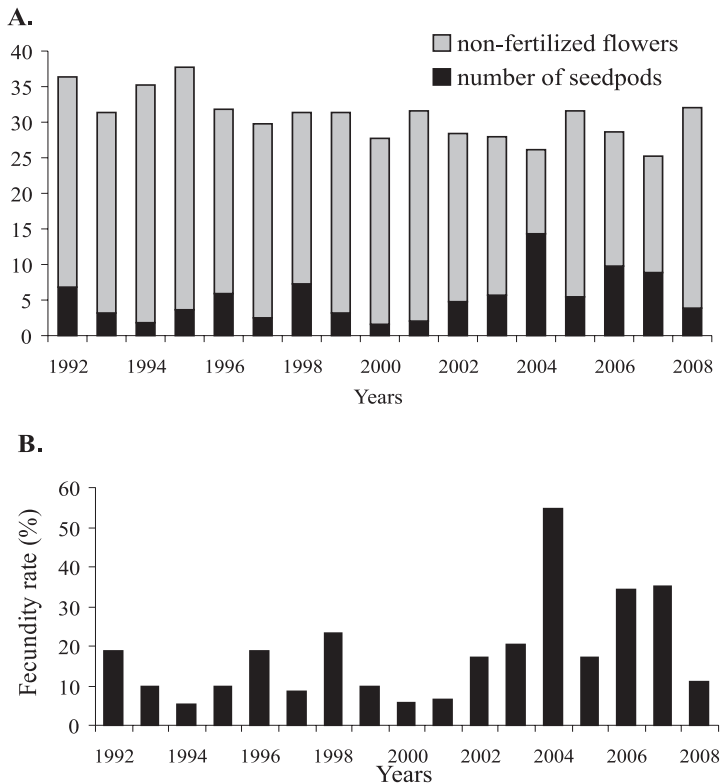 A.
non-fertilized flowers
number of seedpods
40
35
30
25
20
15
10
5
0
1992 1994 1996 1998 2000 2002 2004 2006 2008
Years
B.
Fecundity rate (%)
60
50
40
30
20
10
0
1992 1994 1996 1998 2000 2002 2004 2006 2008
Years